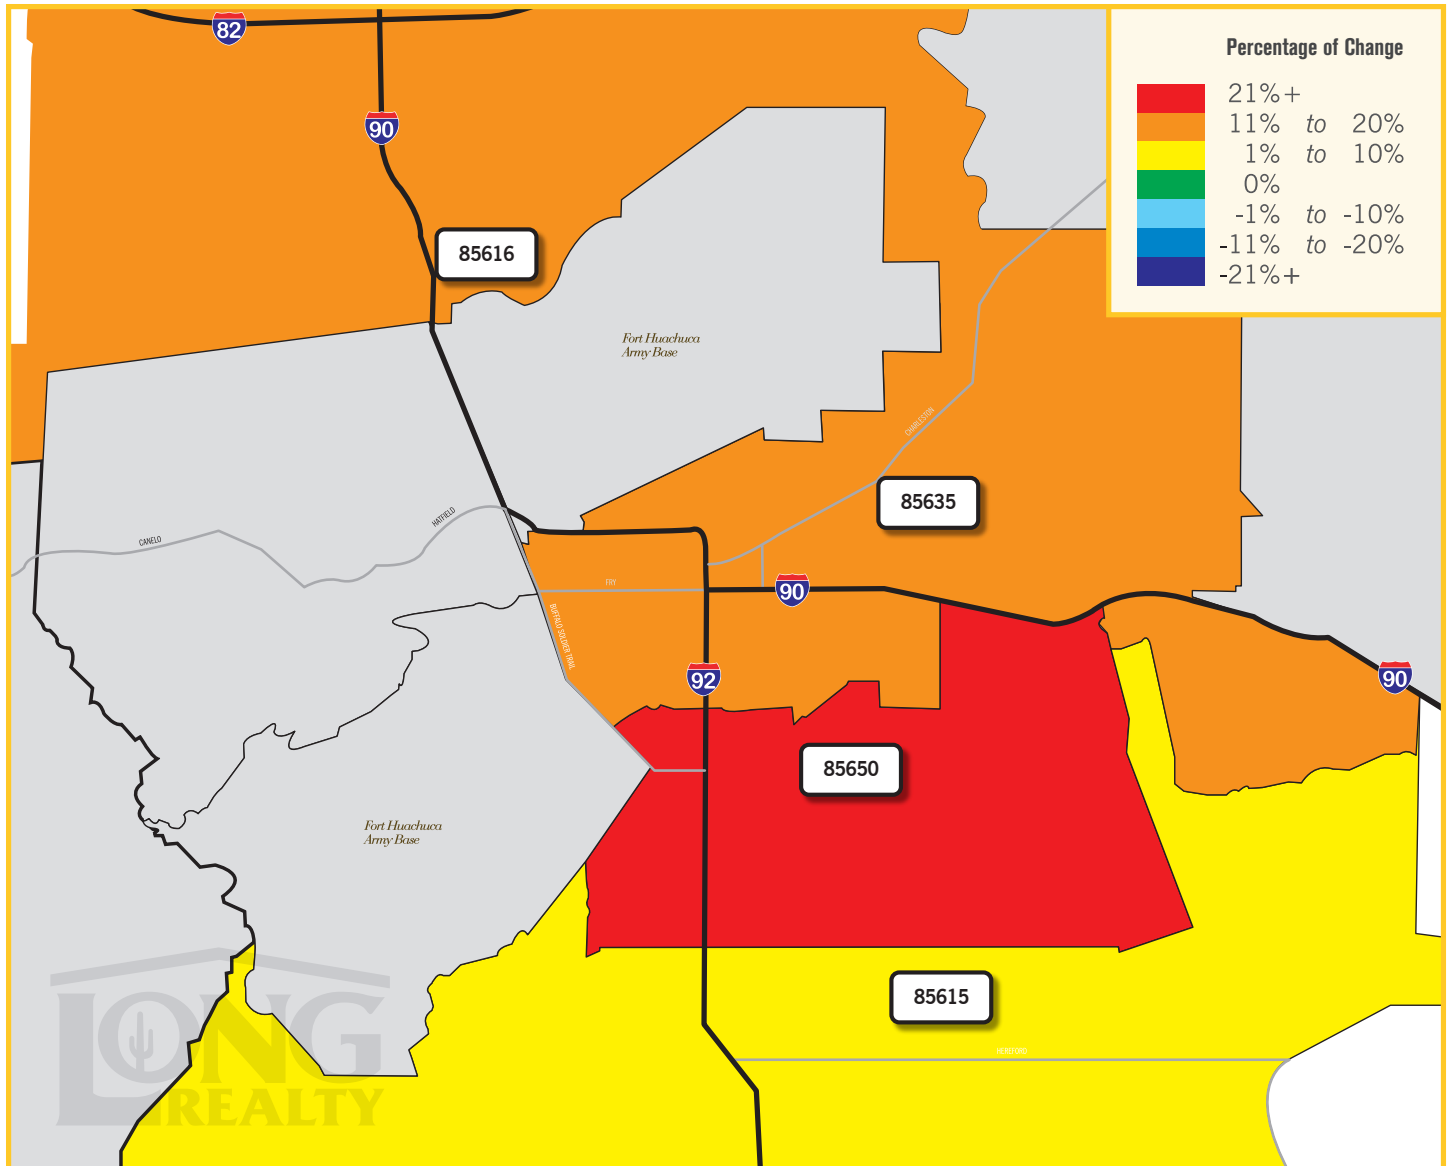 82
Percentage of Change
21%+
11% to 20%
1% to 10%
0%
-1% to -10%
-11% to -20%
-21%+
90
85616
Fort Huachuca
Army Base
CHARLESTON
85635
HATFIELD
CANELO
FRY
90
BUFFALO SOLDIER TRAIL
92
90
85650
Fort Huachuca
Army Base
85615
HEREFORD
LONG
REALTY